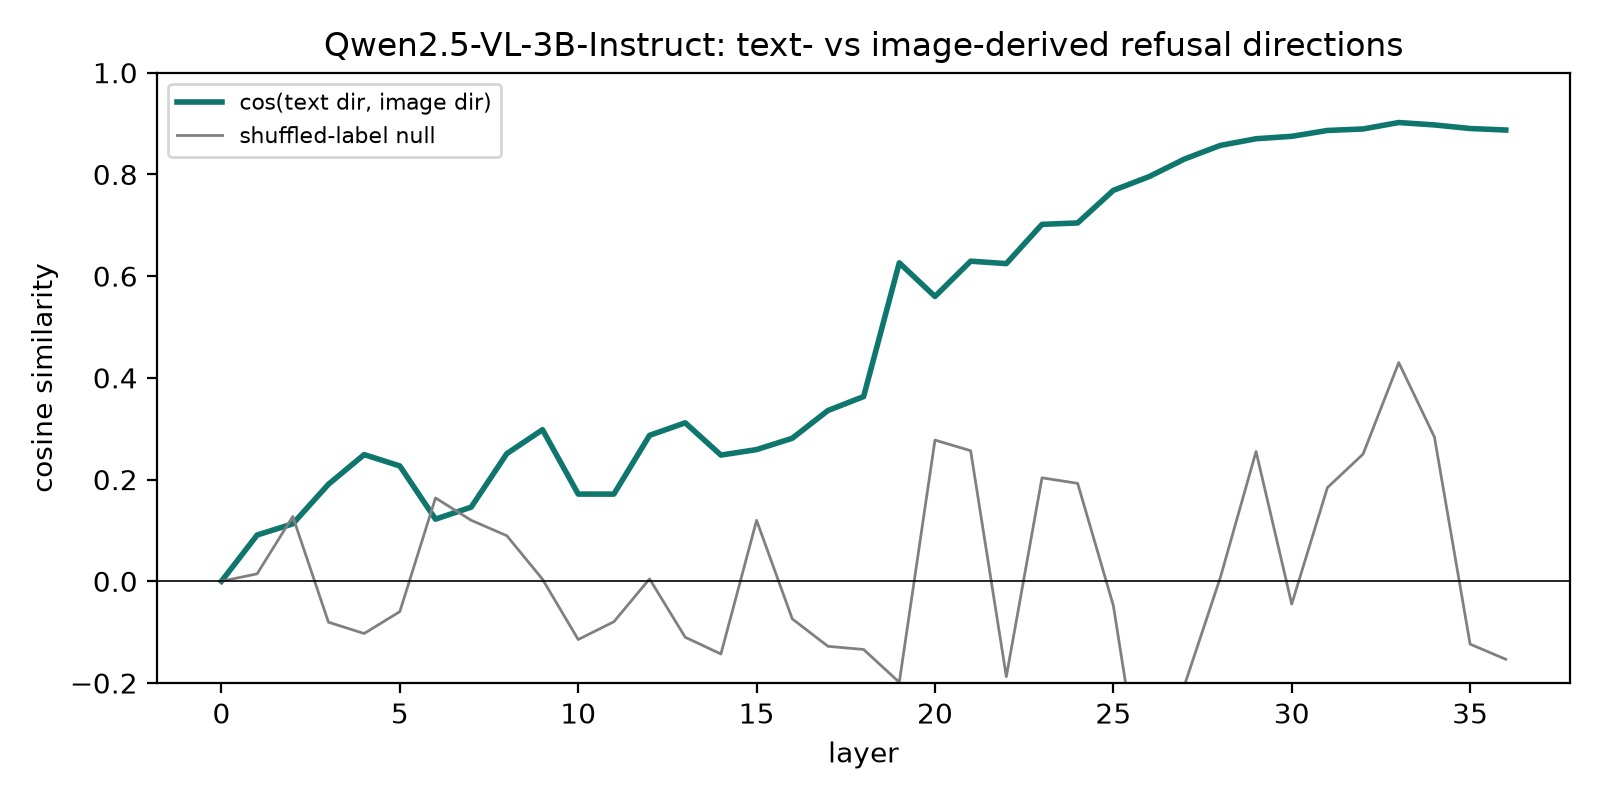 Qwen2.5-VL-3B-Instruct: text- vs image-derived refusal directions
cos(text dir, image dir)
shuffled-label null
cosine similarity
1.0
0.8
0.6
0.4
0.2
0.0
−0.2
0 5 10 15 20 25 30 35
layer